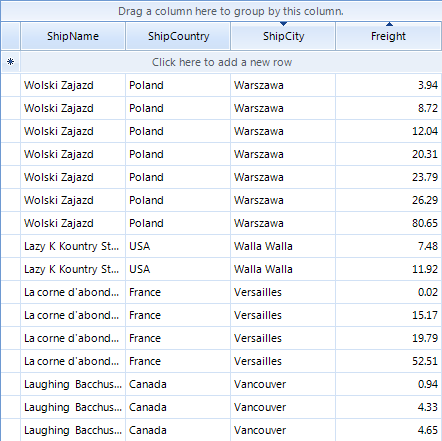 Drag a column here to group by this column.
ShipName ShipCountry ShipCity Freight
Click here to add a new row
Wolski Zajazd Poland Warszawa 3.94
Wolski Zajazd Poland Warszawa 8.72
Wolski Zajazd Poland Warszawa 12.04
Wolski Zajazd Poland Warszawa 20.31
Wolski Zajazd Poland Warszawa 23.79
Wolski Zajazd Poland Warszawa 26.29
Wolski Zajazd Poland Warszawa 80.65
Lazy K Kountry St... USA Walla Walla 7.48
Lazy K Kountry St... USA Walla Walla 11.92
La corne d'abond... France Versailles 0.02
La corne d'abond... France Versailles 15.17
La corne d'abond... France Versailles 19.79
La corne d'abond... France Versailles 52.51
Laughing Bacchus... Canada Vancouver 0.94
Laughing Bacchus... Canada Vancouver 4.33
Laughing Bacchus... Canada Vancouver 4.65